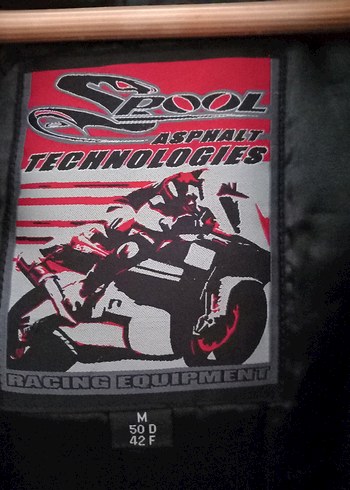 SPOOL
ASPHALT
TECHNOLOGIES
RACING EQUIPMENT
M
50 D
42 F